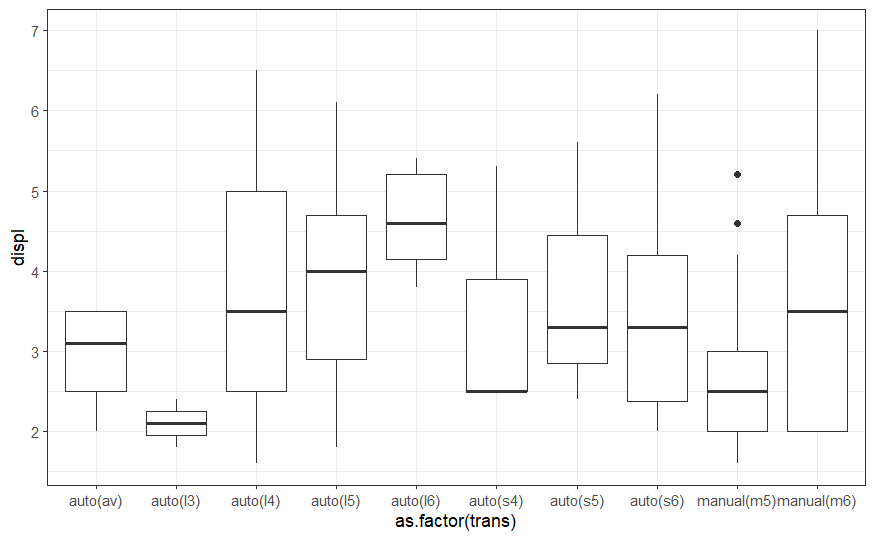 7
6
5
4
3
2
displ
auto(av) auto(l3) auto(l4) auto(l5) auto(l6) auto(s4) auto(s5) auto(s6) manual(m5) manual(m6)
as.factor(trans)